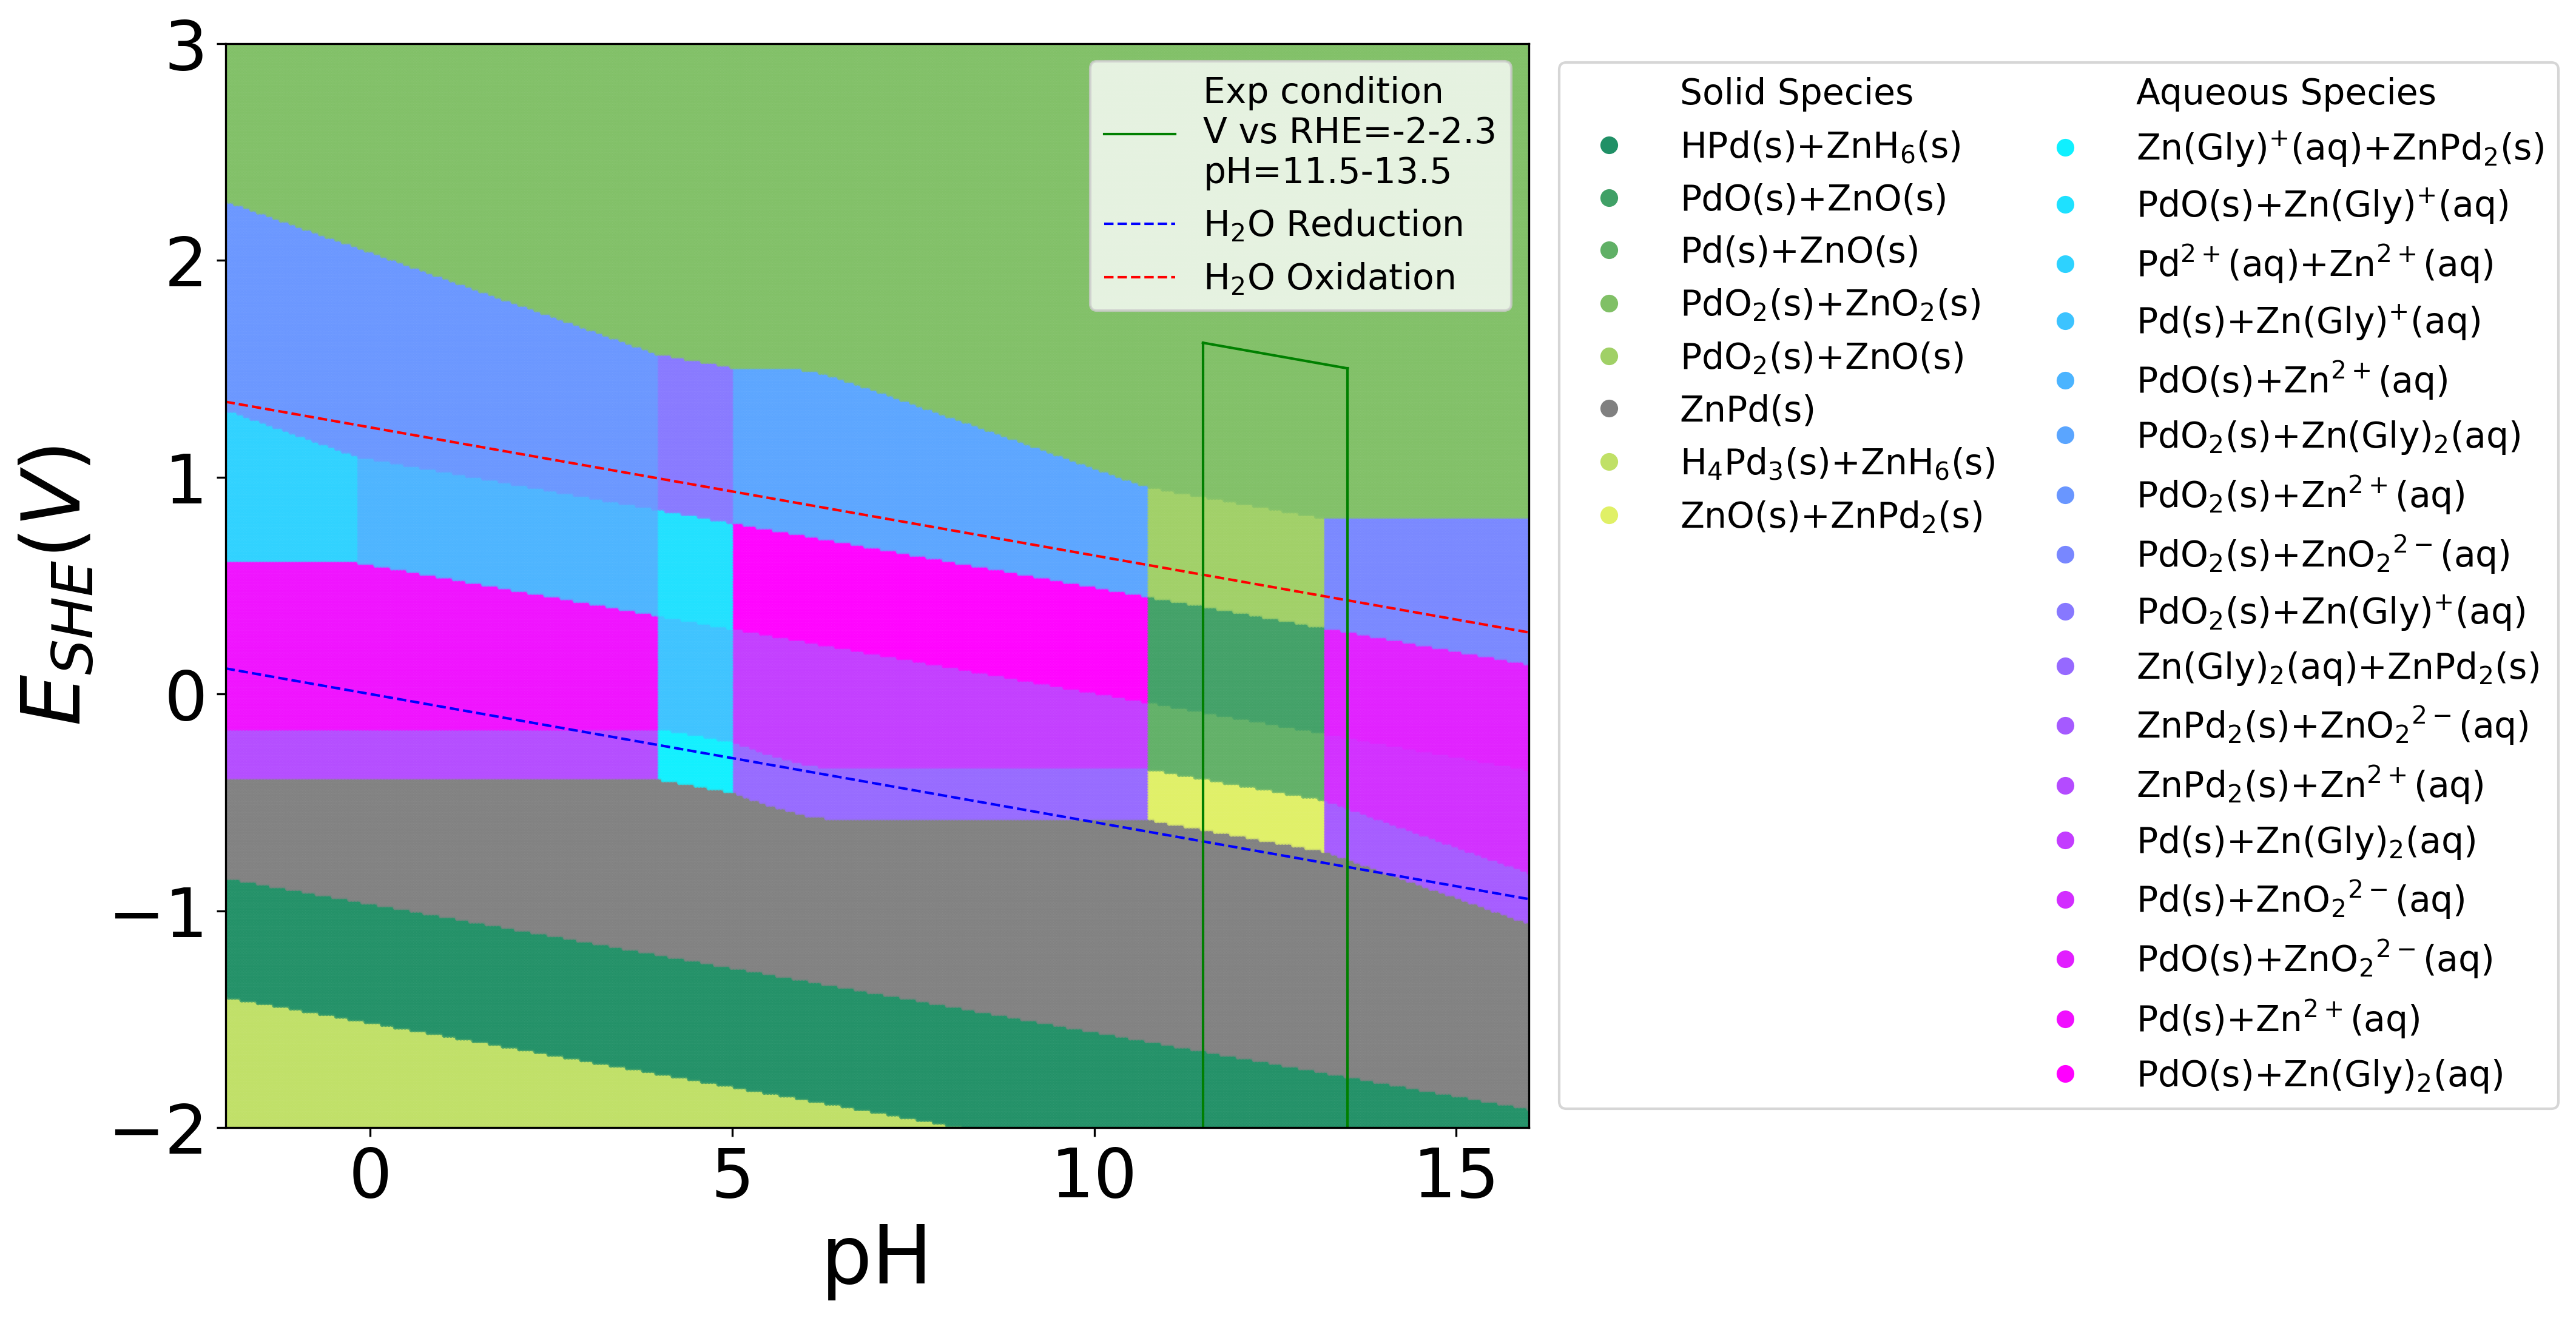 3
2
1
0
−1
−2
E_SHE(V)
0 5 10 15
pH
Exp condition
V vs RHE=-2-2.3
pH=11.5-13.5
H₂O Reduction
H₂O Oxidation
Solid Species
HPd(s)+ZnH₆(s)
PdO(s)+ZnO(s)
Pd(s)+ZnO(s)
PdO₂(s)+ZnO₂(s)
PdO₂(s)+ZnO(s)
ZnPd(s)
H₄Pd₃(s)+ZnH₆(s)
ZnO(s)+ZnPd₂(s)
Aqueous Species
Zn(Gly)⁺(aq)+ZnPd₂(s)
PdO(s)+Zn(Gly)⁺(aq)
Pd²⁺(aq)+Zn²⁺(aq)
Pd(s)+Zn(Gly)⁺(aq)
PdO(s)+Zn²⁺(aq)
PdO₂(s)+Zn(Gly)₂(aq)
PdO₂(s)+Zn²⁺(aq)
PdO₂(s)+ZnO₂²⁻(aq)
PdO₂(s)+Zn(Gly)⁺(aq)
Zn(Gly)₂(aq)+ZnPd₂(s)
ZnPd₂(s)+ZnO₂²⁻(aq)
ZnPd₂(s)+Zn²⁺(aq)
Pd(s)+Zn(Gly)₂(aq)
Pd(s)+ZnO₂²⁻(aq)
PdO(s)+ZnO₂²⁻(aq)
Pd(s)+Zn²⁺(aq)
PdO(s)+Zn(Gly)₂(aq)